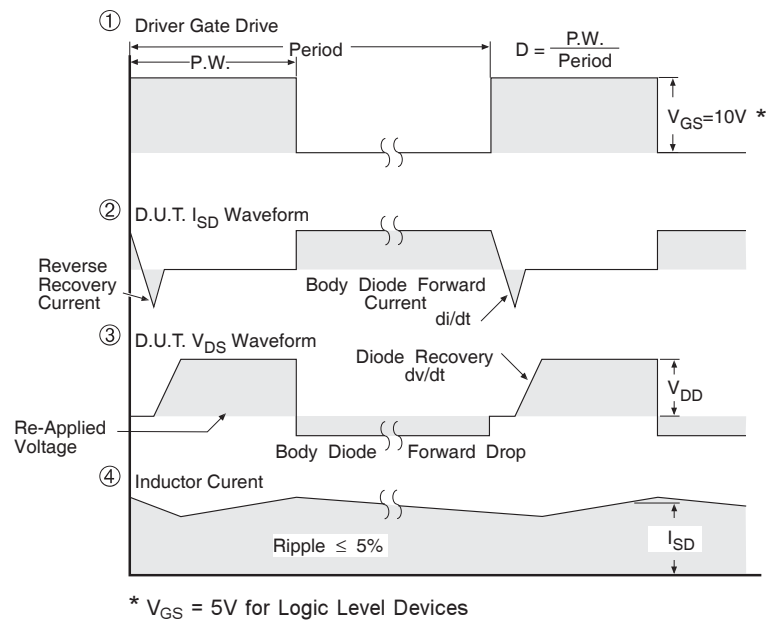 ① Driver Gate Drive
Period
P.W.
D = P.W. / Period
V_GS=10V *
② D.U.T. I_SD Waveform
Reverse
Recovery
Current
Body Diode Forward
Current
di/dt
③ D.U.T. V_DS Waveform
Diode Recovery
dv/dt
V_DD
Re-Applied
Voltage
Body Diode Forward Drop
④ Inductor Curent
Ripple ≤ 5%
I_SD
* V_GS = 5V for Logic Level Devices